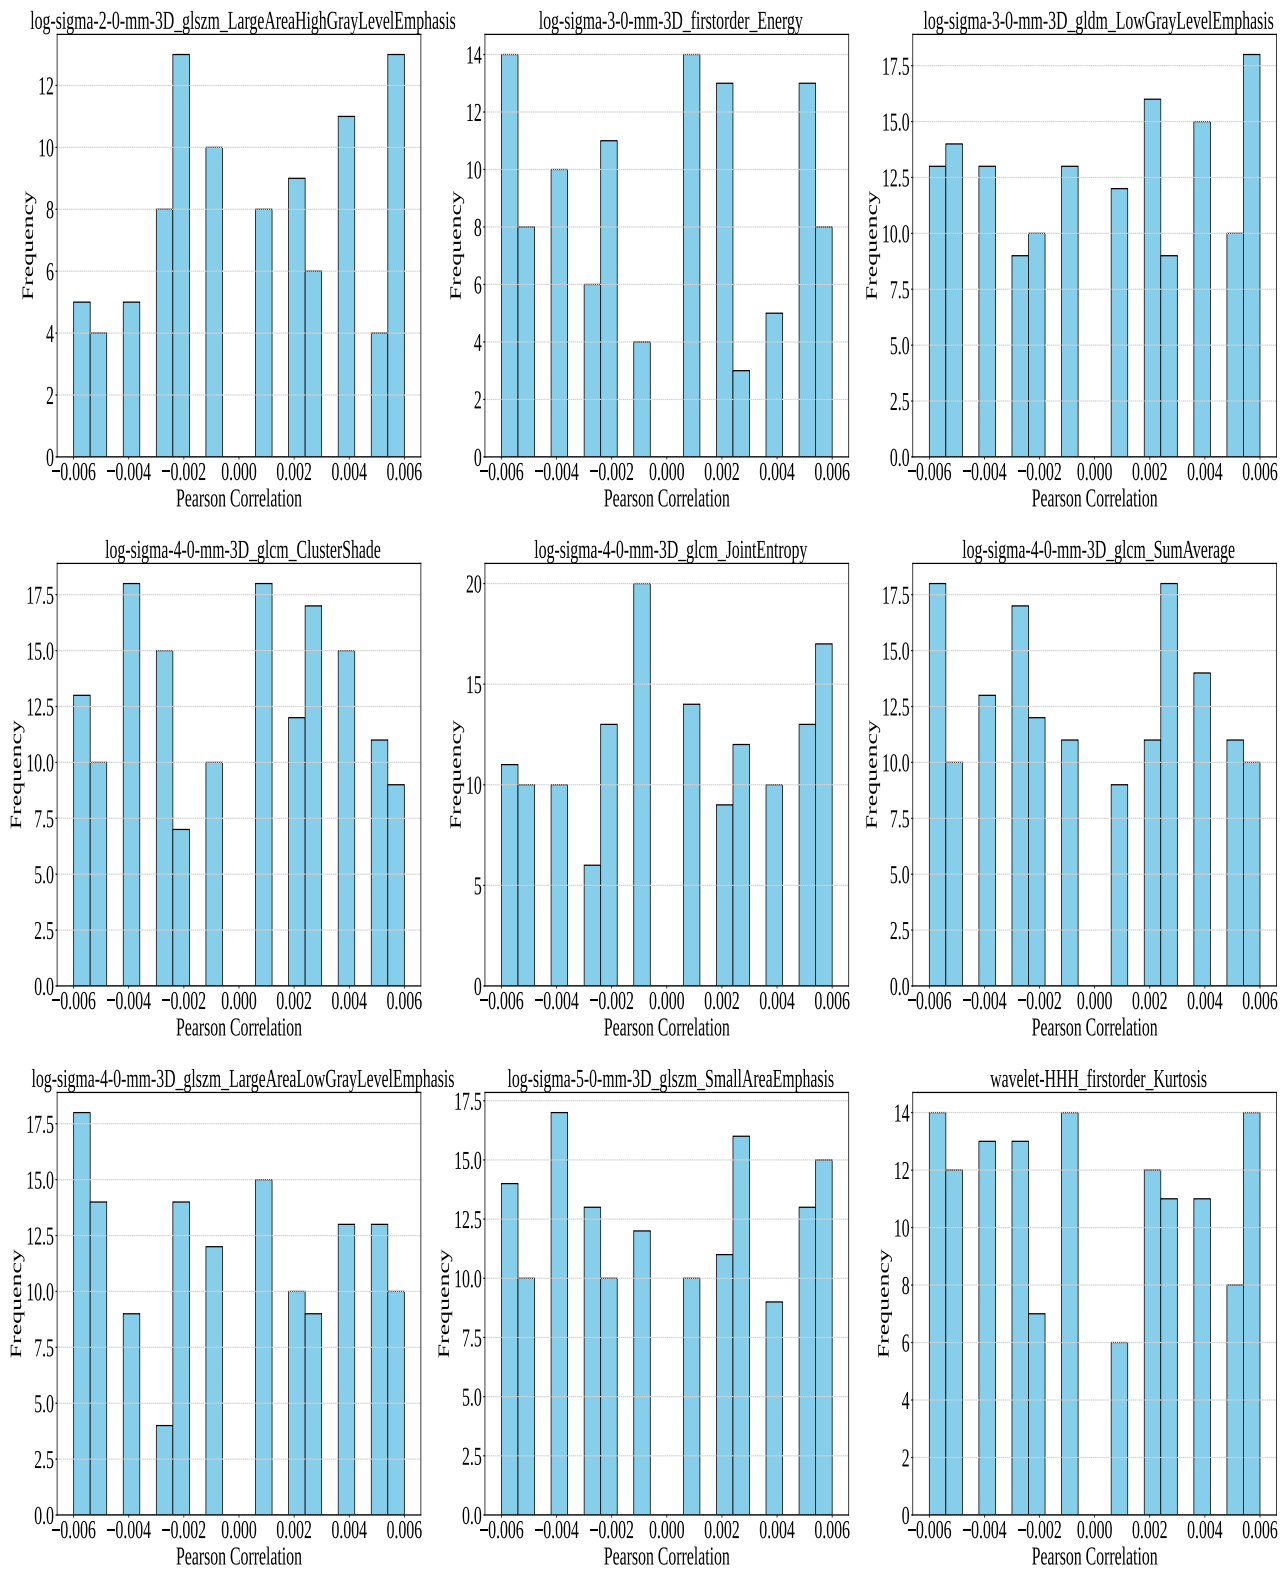 log-sigma-2-0-mm-3D_glszm_LargeAreaHighGrayLevelEmphasis
log-sigma-3-0-mm-3D_firstorder_Energy
log-sigma-3-0-mm-3D_gldm_LowGrayLevelEmphasis
Frequency
12
10
8
6
4
2
0
−0.006 −0.004 −0.002 0.000 0.002 0.004 0.006
Pearson Correlation
Frequency
14
12
10
8
6
4
2
0
−0.006 −0.004 −0.002 0.000 0.002 0.004 0.006
Pearson Correlation
Frequency
17.5
15.0
12.5
10.0
7.5
5.0
2.5
0.0
−0.006 −0.004 −0.002 0.000 0.002 0.004 0.006
Pearson Correlation
log-sigma-4-0-mm-3D_glcm_ClusterShade
log-sigma-4-0-mm-3D_glcm_JointEntropy
log-sigma-4-0-mm-3D_glcm_SumAverage
Frequency
17.5
15.0
12.5
10.0
7.5
5.0
2.5
0.0
−0.006 −0.004 −0.002 0.000 0.002 0.004 0.006
Pearson Correlation
Frequency
20
15
10
5
0
−0.006 −0.004 −0.002 0.000 0.002 0.004 0.006
Pearson Correlation
Frequency
17.5
15.0
12.5
10.0
7.5
5.0
2.5
0.0
−0.006 −0.004 −0.002 0.000 0.002 0.004 0.006
Pearson Correlation
log-sigma-4-0-mm-3D_glszm_LargeAreaLowGrayLevelEmphasis
log-sigma-5-0-mm-3D_glszm_SmallAreaEmphasis
wavelet-HHH_firstorder_Kurtosis
Frequency
17.5
15.0
12.5
10.0
7.5
5.0
2.5
0.0
−0.006 −0.004 −0.002 0.000 0.002 0.004 0.006
Pearson Correlation
Frequency
17.5
15.0
12.5
10.0
7.5
5.0
2.5
0.0
−0.006 −0.004 −0.002 0.000 0.002 0.004 0.006
Pearson Correlation
Frequency
14
12
10
8
6
4
2
0
−0.006 −0.004 −0.002 0.000 0.002 0.004 0.006
Pearson Correlation